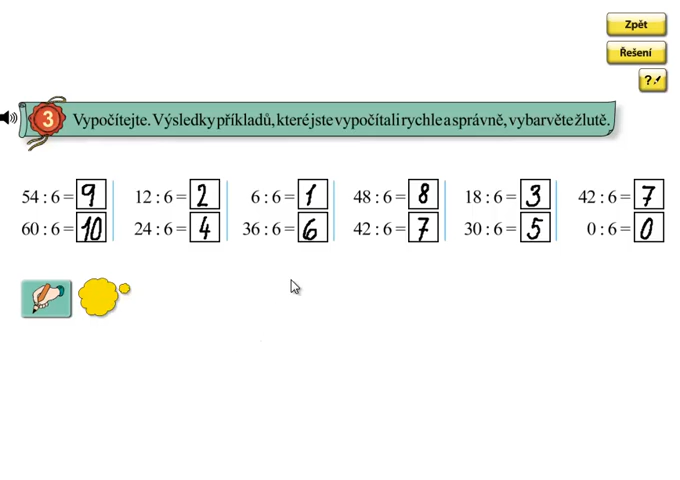 Zpět
Řešení
?
3 Vypočítejte. Výsledky příkladů, které jste vypočítali rychle a správně, vybarvěte žlutě.
54 : 6 = 9 12 : 6 = 2 6 : 6 = 1 48 : 6 = 8 18 : 6 = 3 42 : 6 = 7
60 : 6 = 10 24 : 6 = 4 36 : 6 = 6 42 : 6 = 7 30 : 6 = 5 0 : 6 = 0